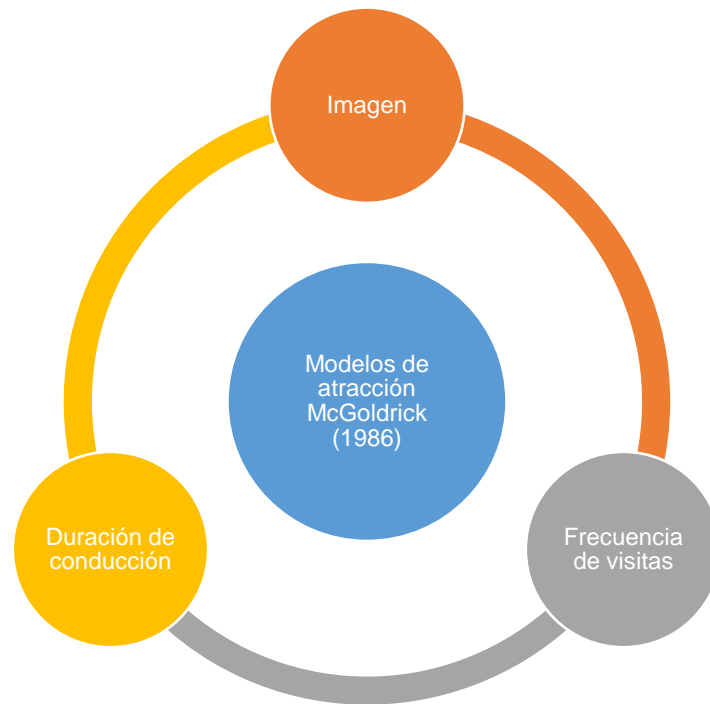 Imagen
Modelos de
atracción
McGoldrick
(1986)
Duración de
conducción
Frecuencia
de visitas